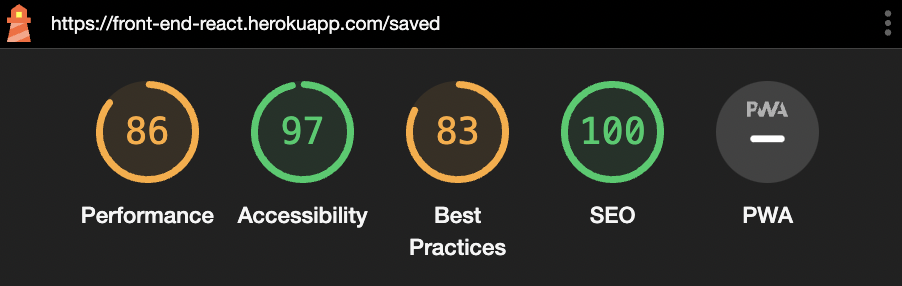 https://front-end-react.herokuapp.com/saved
86 97 83 100 PWA
Performance Accessibility Best Practices SEO PWA